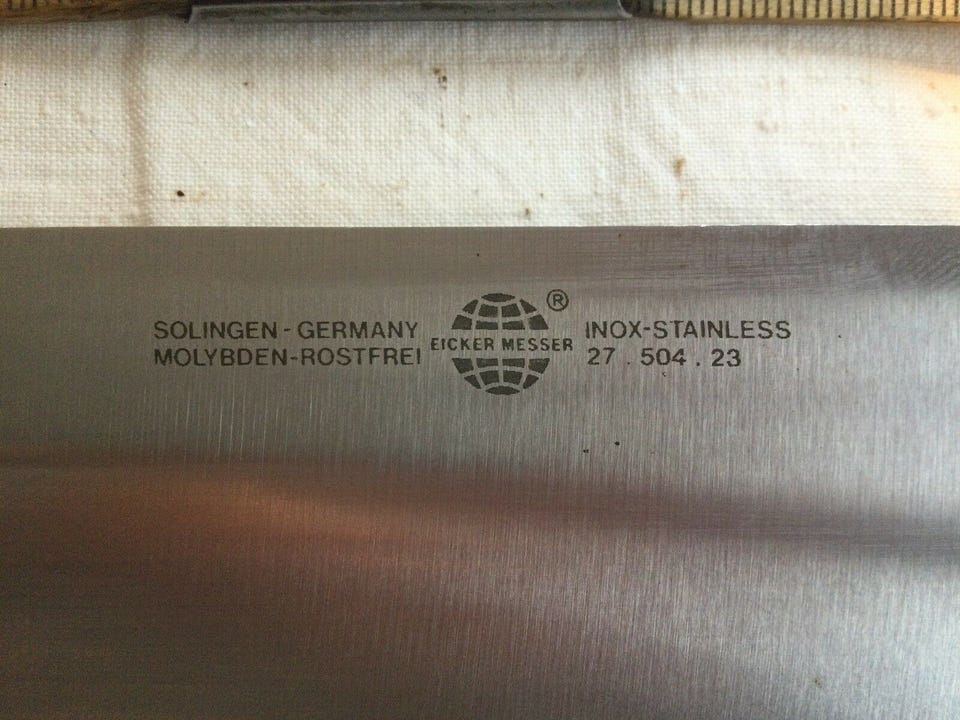 SOLINGEN - GERMANY
MOLYBDEN-ROSTFREI
®
EICKER MESSER
INOX-STAINLESS
27 . 504 . 23